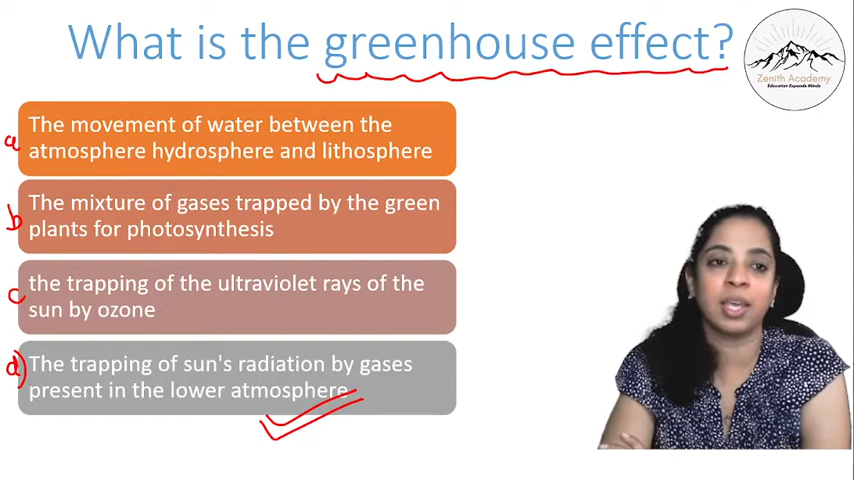 What is the greenhouse effect?
Zenith Academy
Education Expands Minds
a
The movement of water between the
atmosphere hydrosphere and lithosphere
b
The mixture of gases trapped by the green
plants for photosynthesis
c
the trapping of the ultraviolet rays of the
sun by ozone
d)
The trapping of sun's radiation by gases
present in the lower atmosphere